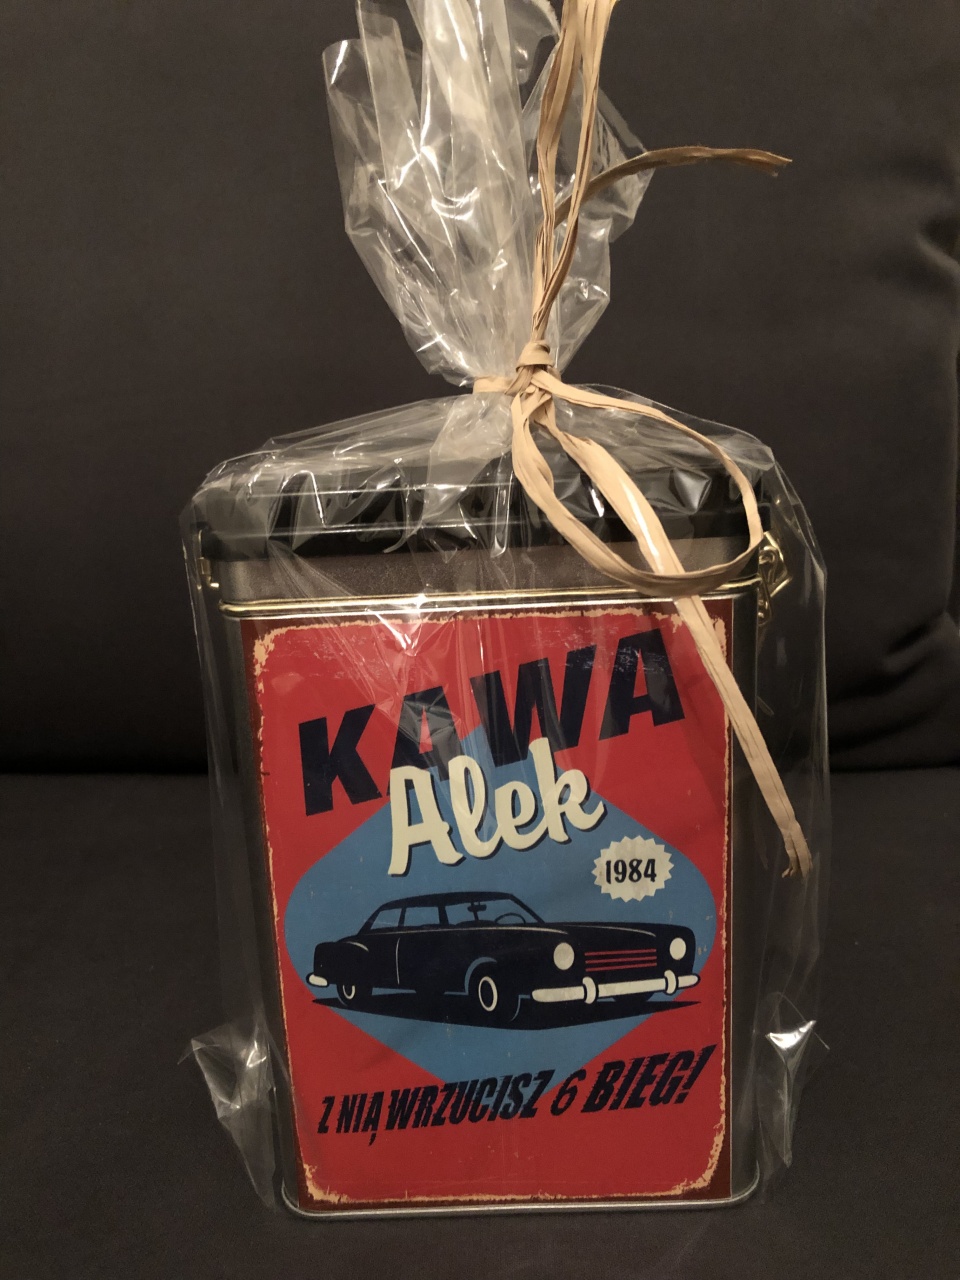 KAWA
Alek
1984
Z NIĄ WRZUCISZ 6 BIEG!